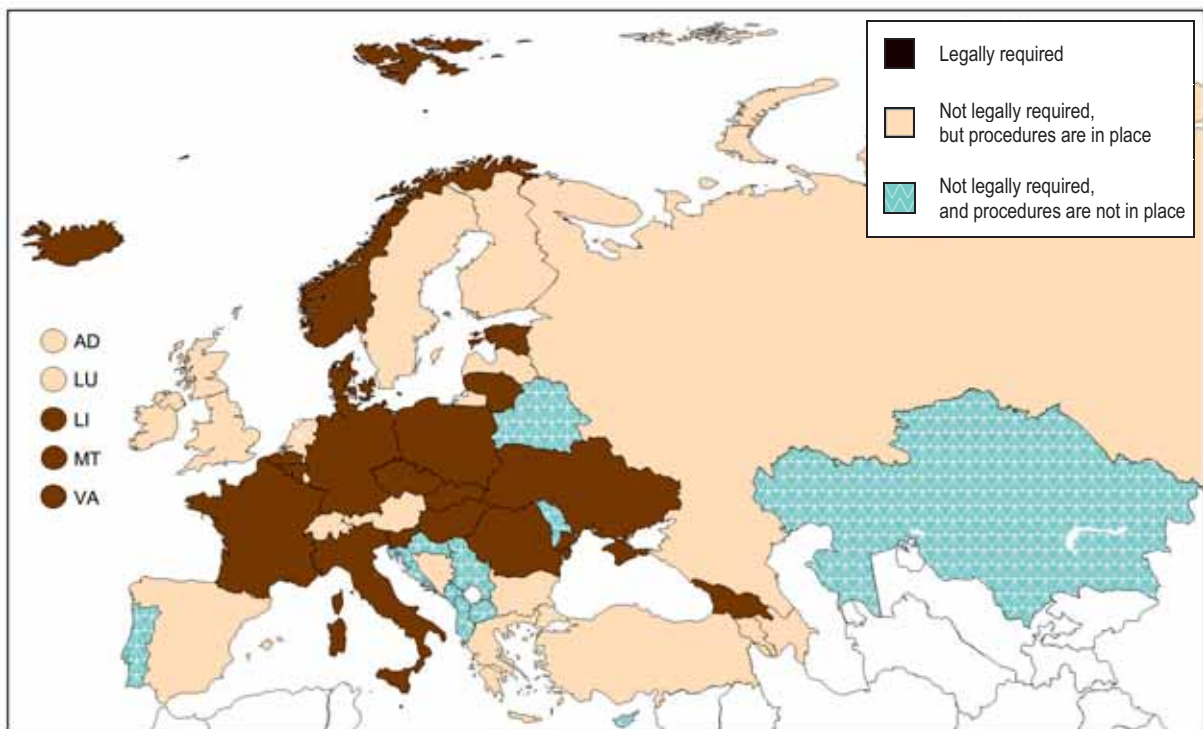 Legally required
Not legally required,
but procedures are in place
Not legally required,
and procedures are not in place
AD
LU
LI
MT
VA